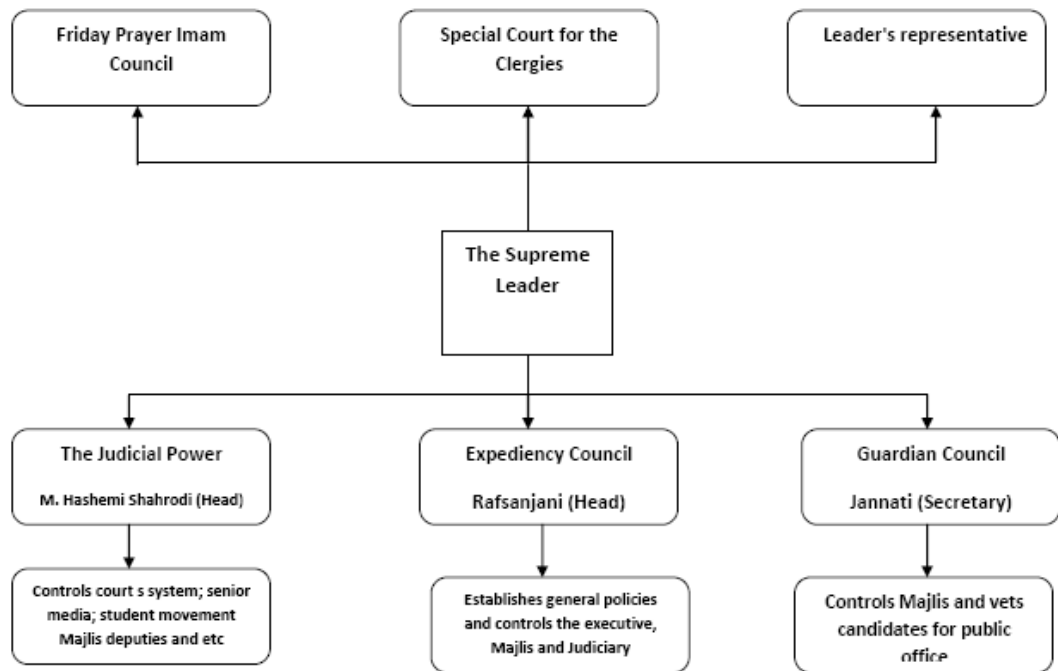 Friday Prayer Imam
Council
Special Court for the
Clergies
Leader's representative
The Supreme
Leader
The Judicial Power
M. Hashemi Shahrodi (Head)
Expediency Council
Rafsanjani (Head)
Guardian Council
Jannati (Secretary)
Controls court s system; senior
media; student movement
Majlis deputies and etc
Establishes general policies
and controls the executive,
Majlis and Judiciary
Controls Majlis and vets
candidates for public
office